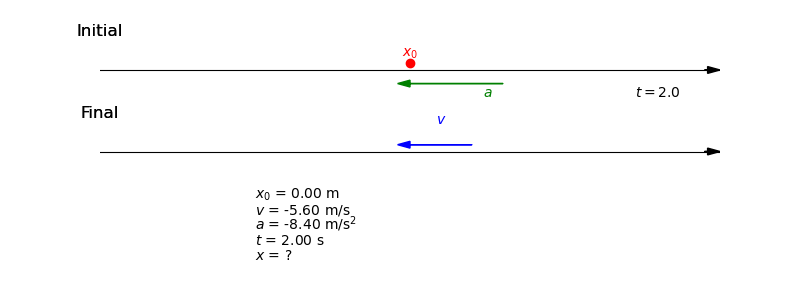 Initial
x₀
a
t = 2.0
Final
v
x₀ = 0.00 m
v = -5.60 m/s
a = -8.40 m/s²
t = 2.00 s
x = ?